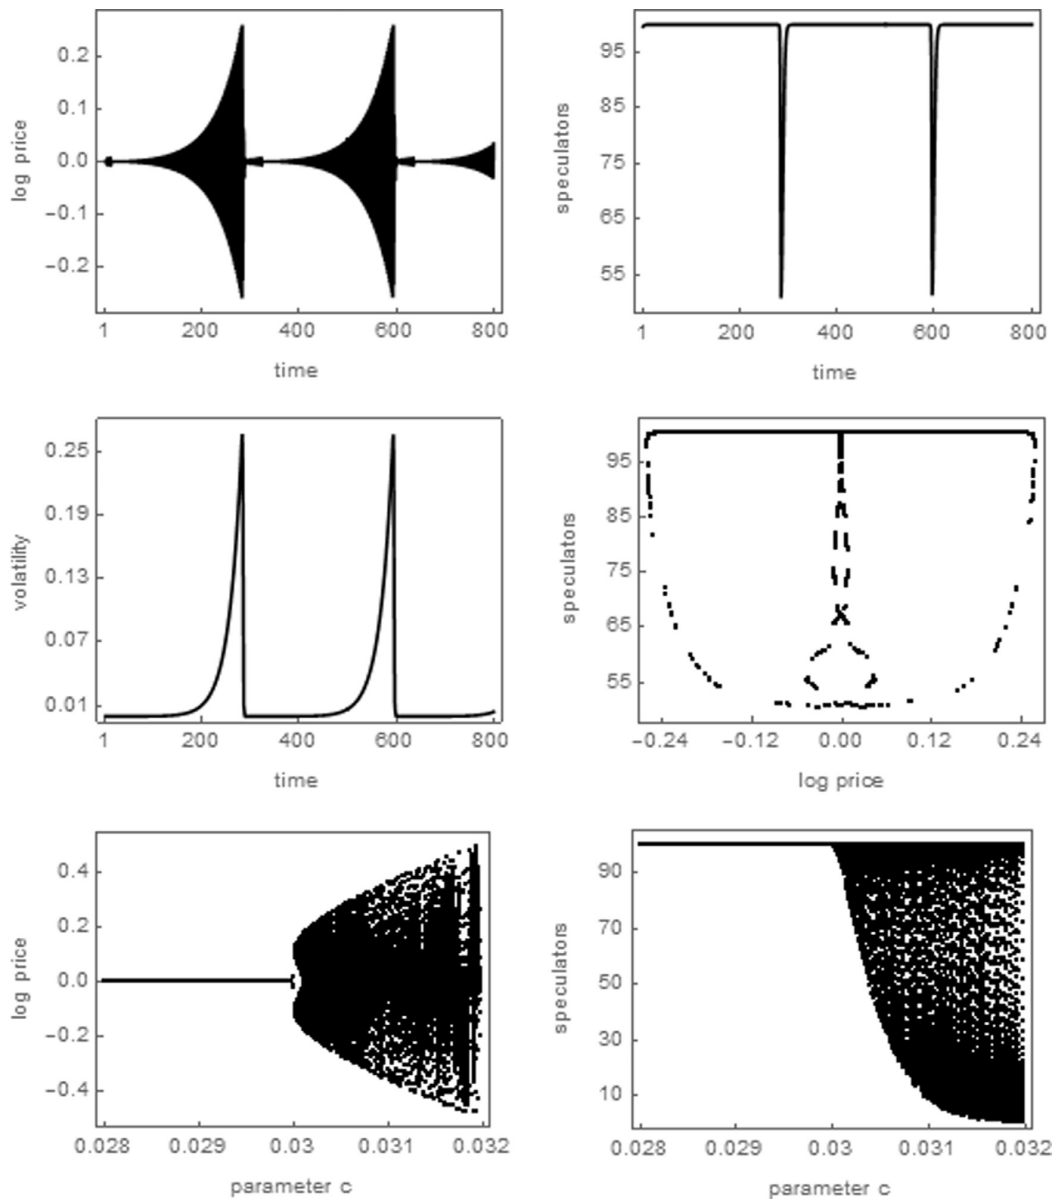 log price
0.2
0.1
0.0
−0.1
−0.2
1 200 400 600 800
time
speculators
95
85
75
65
55
1 200 400 600 800
time
volatility
0.25
0.19
0.13
0.07
0.01
1 200 400 600 800
time
speculators
95
85
75
65
55
−0.24 −0.12 0.00 0.12 0.24
log price
log price
0.4
0.2
0.0
−0.2
−0.4
0.028 0.029 0.03 0.031 0.032
parameter c
speculators
90
70
50
30
10
0.028 0.029 0.03 0.031 0.032
parameter c